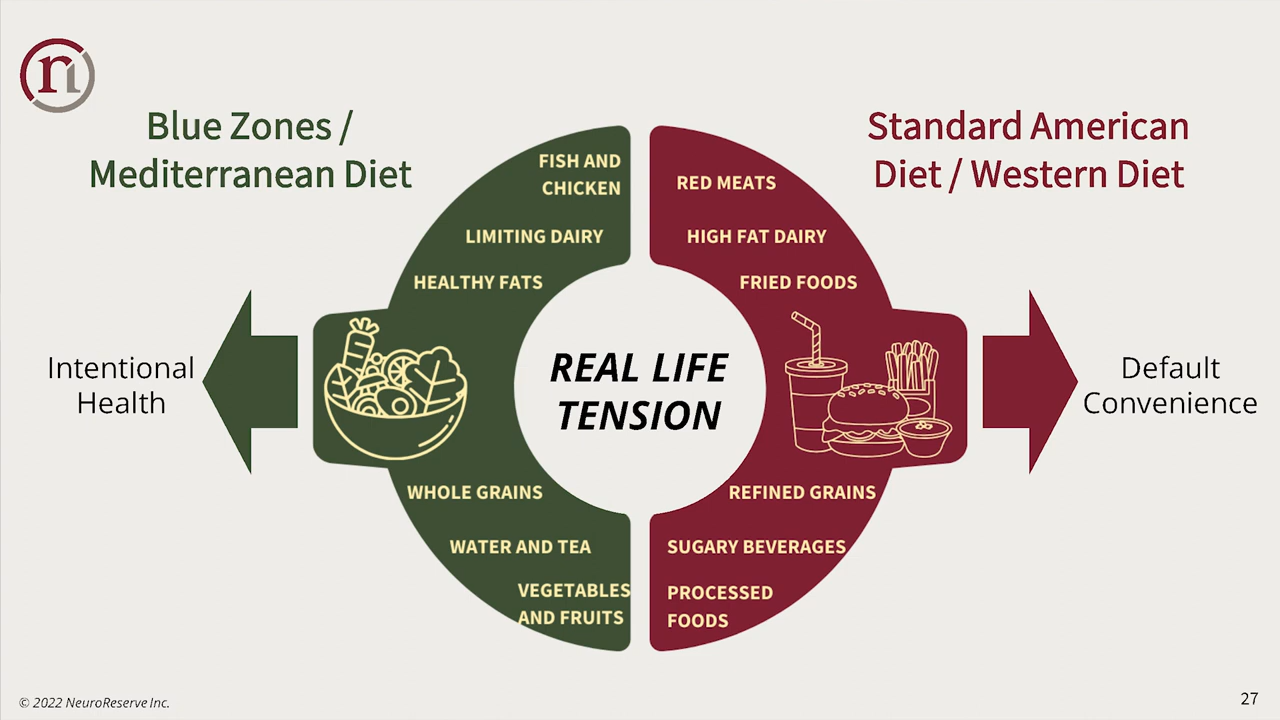 Blue Zones /
Mediterranean Diet
Standard American
Diet / Western Diet
FISH AND
CHICKEN
LIMITING DAIRY
HEALTHY FATS
RED MEATS
HIGH FAT DAIRY
FRIED FOODS
Intentional
Health
REAL LIFE
TENSION
Default
Convenience
WHOLE GRAINS
WATER AND TEA
VEGETABLES
AND FRUITS
REFINED GRAINS
SUGARY BEVERAGES
PROCESSED
FOODS
© 2022 NeuroReserve Inc.
27